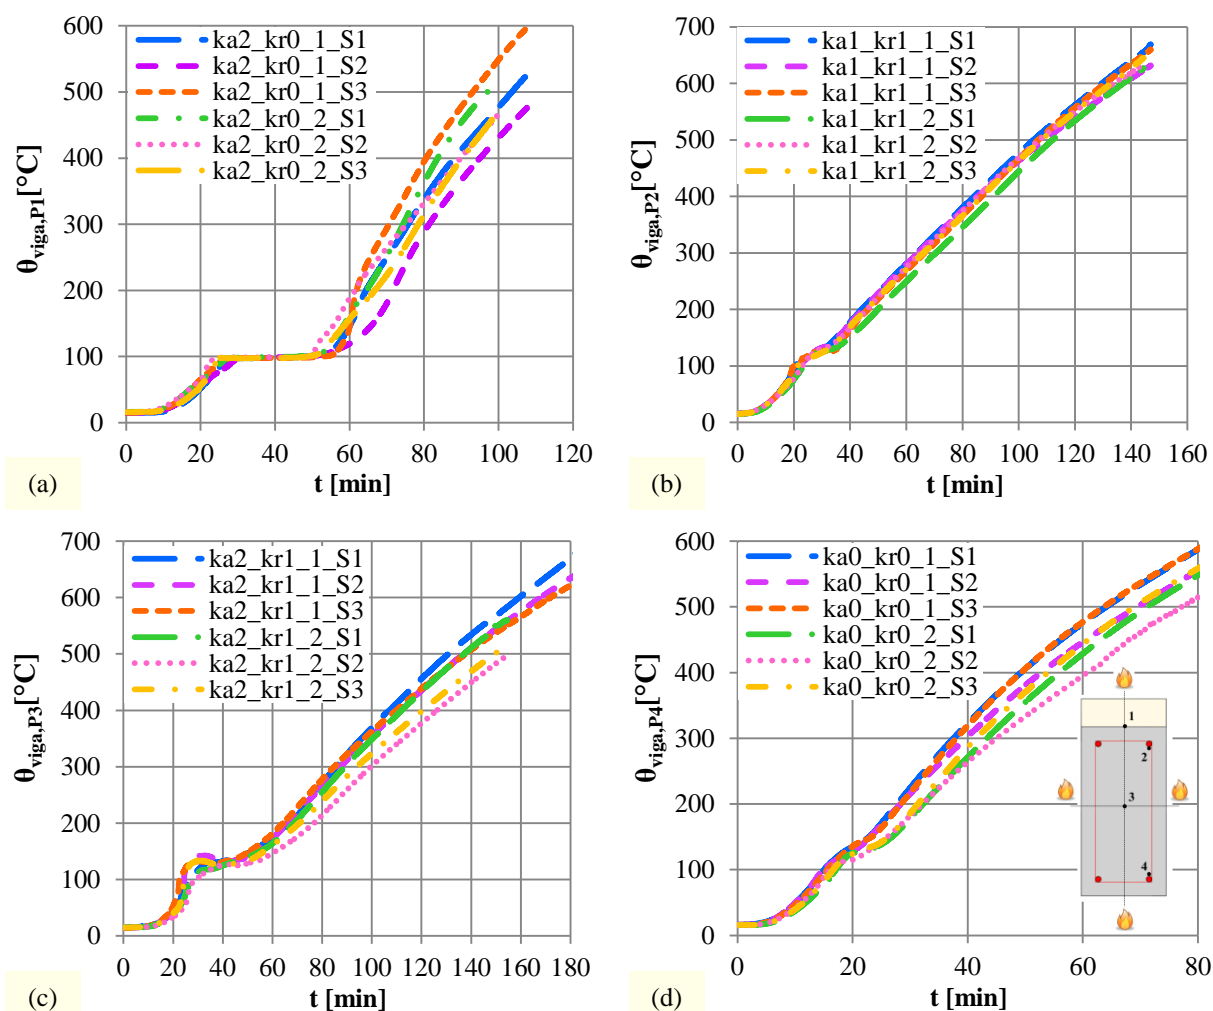 600
500
400
300
200
100
0
θviga,P1[°C]
ka2_kr0_1_S1
ka2_kr0_1_S2
ka2_kr0_1_S3
ka2_kr0_2_S1
ka2_kr0_2_S2
ka2_kr0_2_S3
0 20 40 60 80 100 120
t [min]
(a)
700
600
500
400
300
200
100
0
θviga,P2[°C]
ka1_kr1_1_S1
ka1_kr1_1_S2
ka1_kr1_1_S3
ka1_kr1_2_S1
ka1_kr1_2_S2
ka1_kr1_2_S3
0 20 40 60 80 100 120 140 160
t [min]
(b)
700
600
500
400
300
200
100
0
θviga,P3[°C]
ka2_kr1_1_S1
ka2_kr1_1_S2
ka2_kr1_1_S3
ka2_kr1_2_S1
ka2_kr1_2_S2
ka2_kr1_2_S3
0 20 40 60 80 100 120 140 160 180
t [min]
(c)
600
500
400
300
200
100
0
θviga,P4[°C]
ka0_kr0_1_S1
ka0_kr0_1_S2
ka0_kr0_1_S3
ka0_kr0_2_S1
ka0_kr0_2_S2
ka0_kr0_2_S3
1
2
3
4
0 20 40 60 80
t [min]
(d)